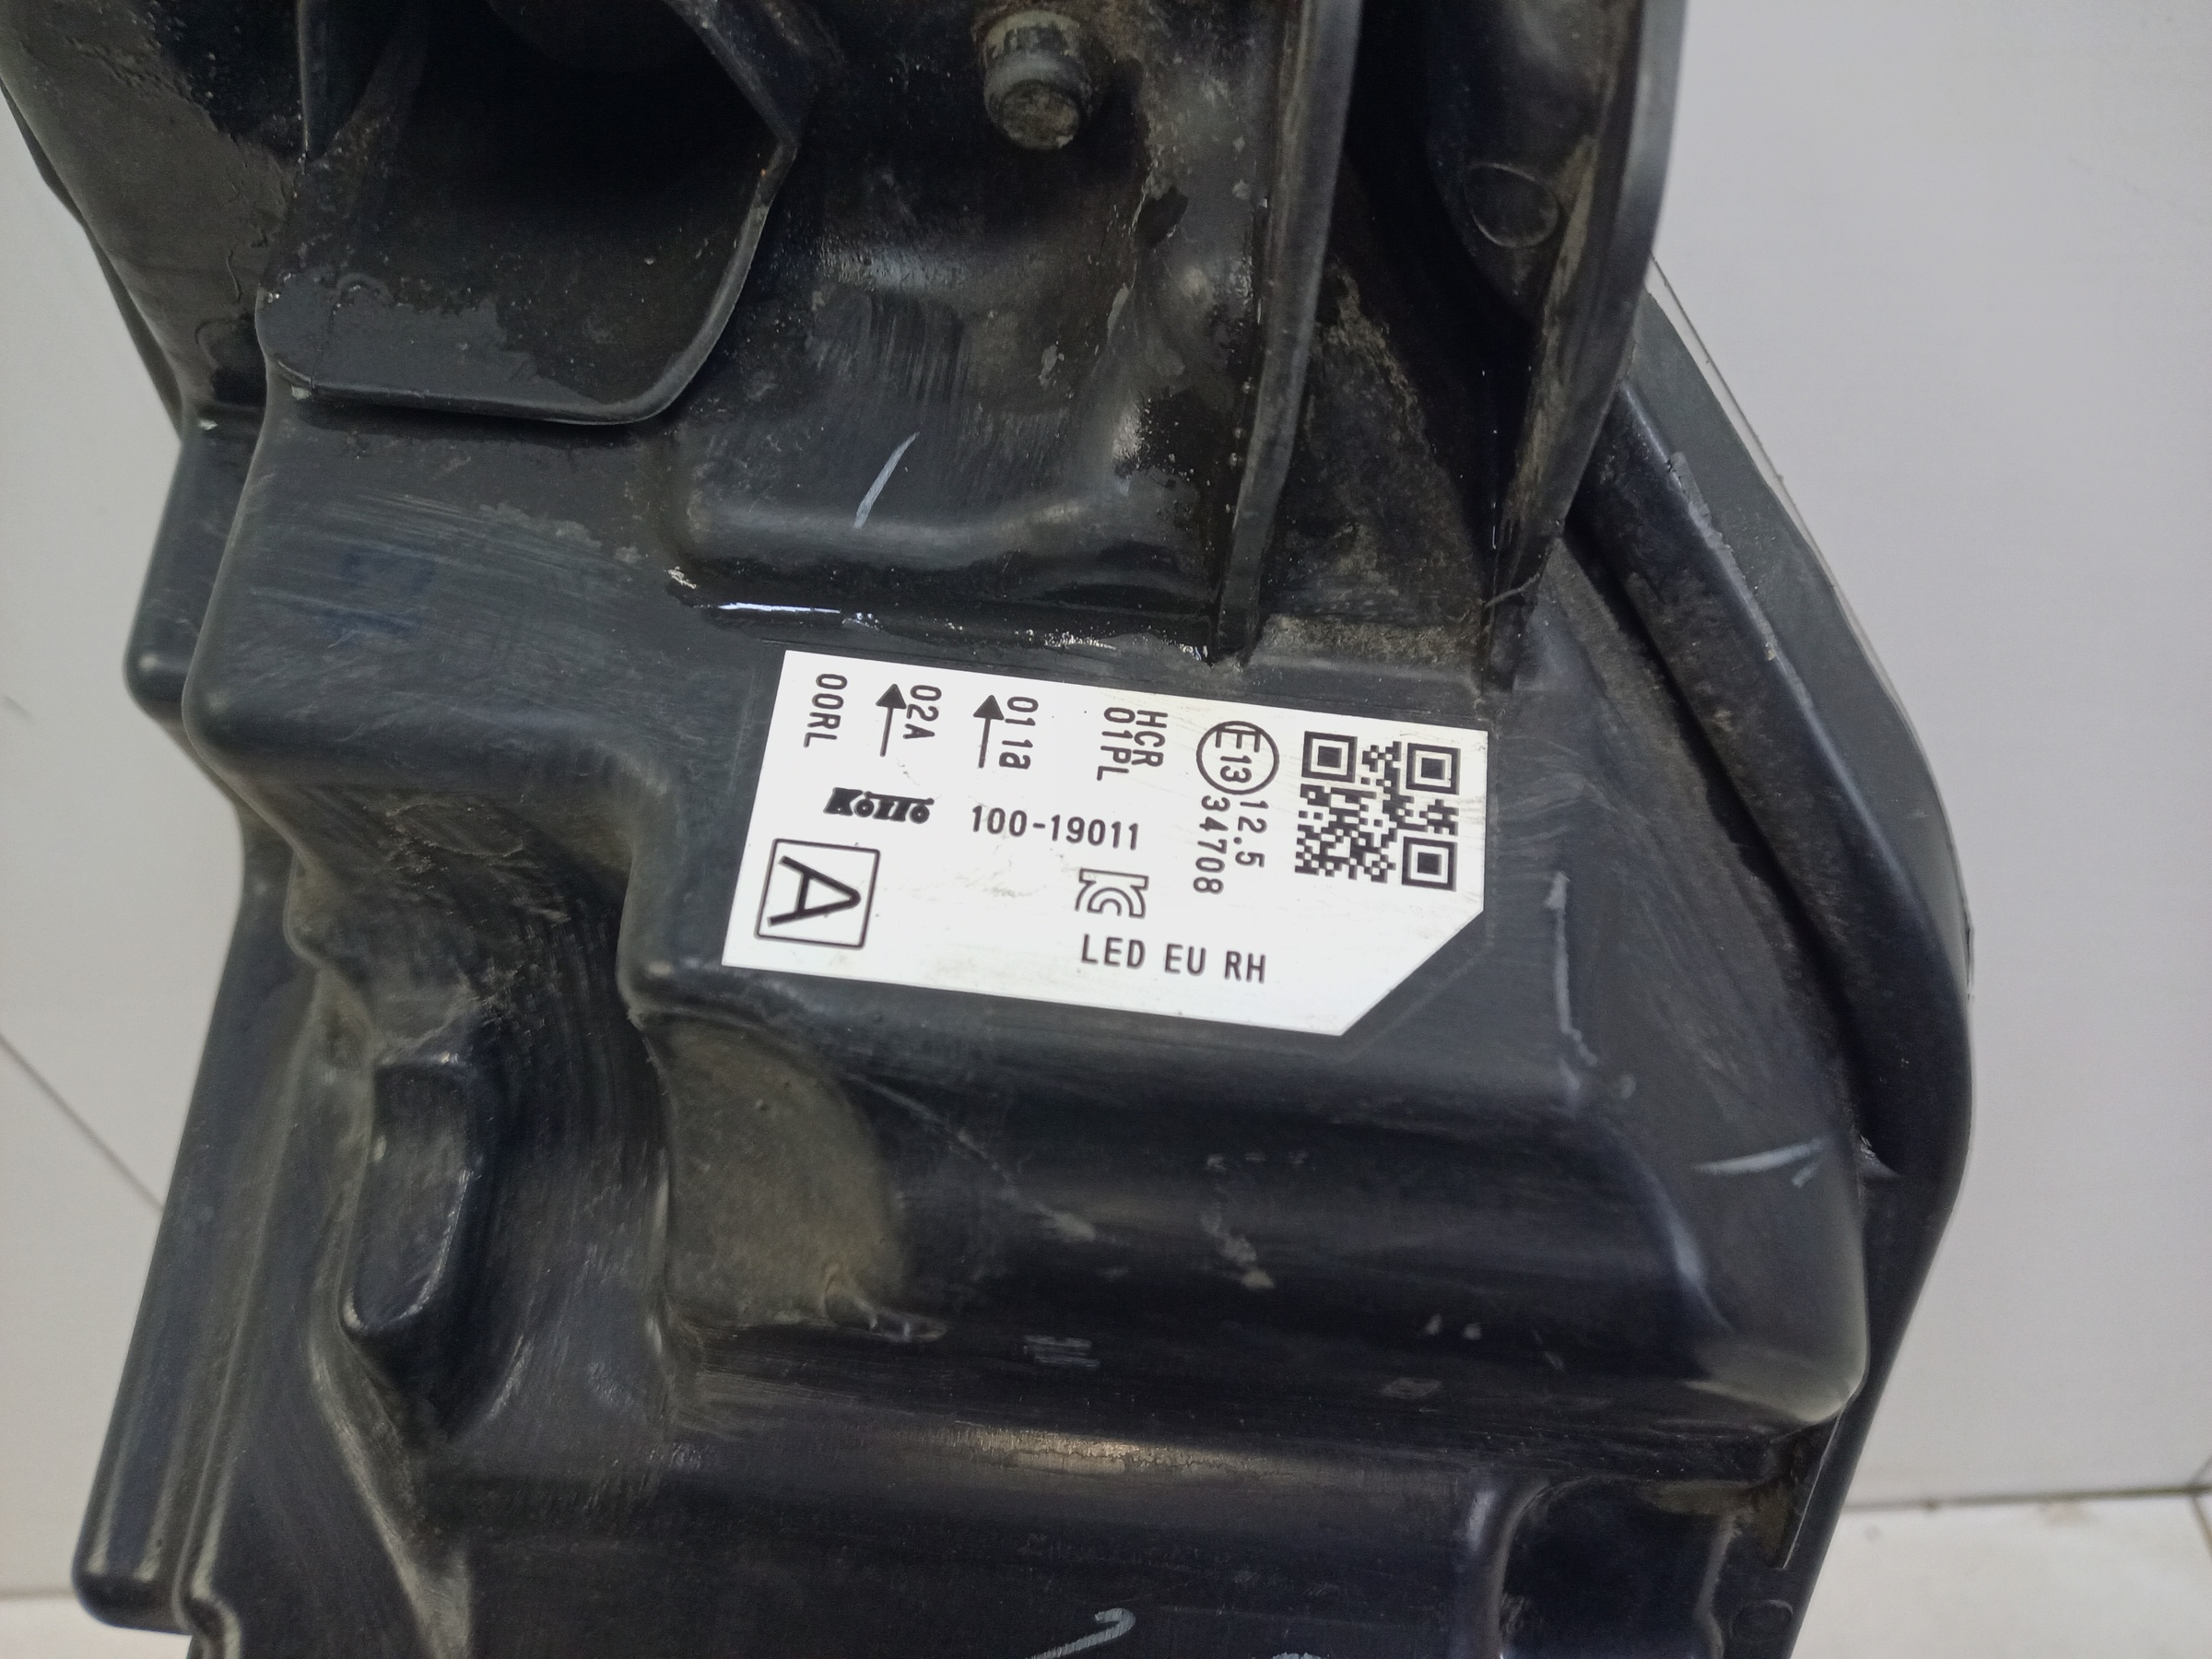 HCR
01PL
E13
12.5
34708
01 1a
02A
00RL
Koito
100-19011
A
LED EU RH